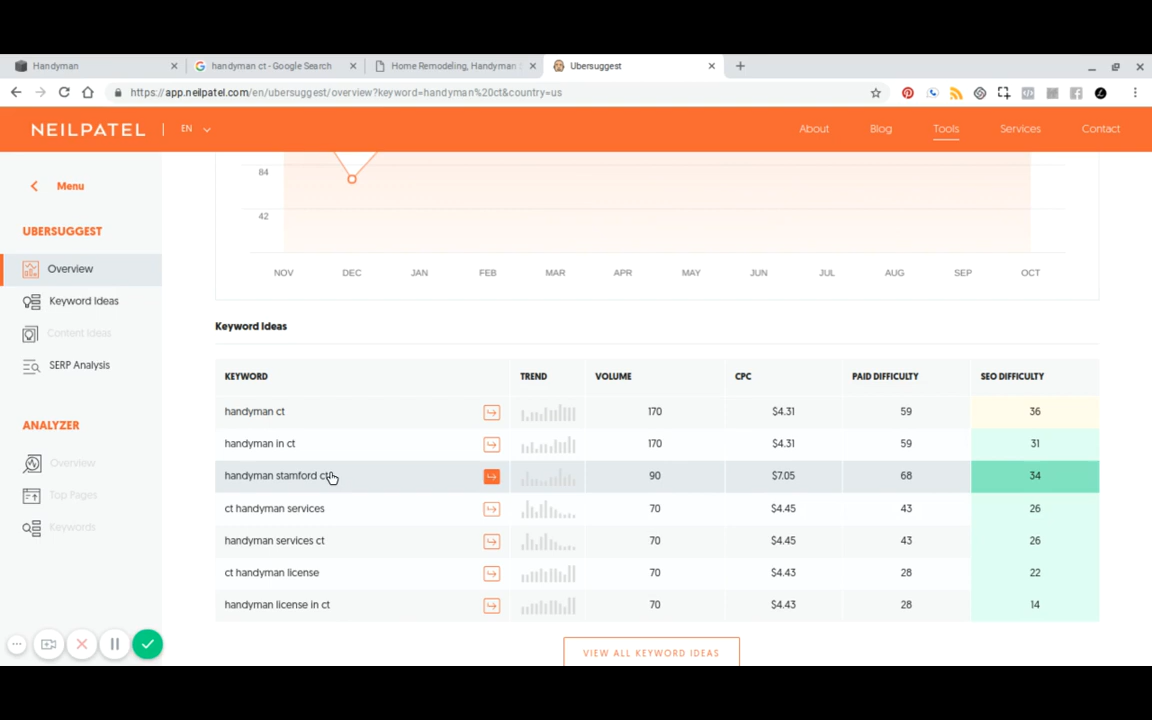 Handyman
handyman ct - Google Search
Home Remodeling, Handyman
Ubersuggest
https://app.neilpatel.com/en/ubersuggest/overview?keyword=handyman%20ct&country=us
NEILPATEL
EN
About
Blog
Tools
Services
Contact
Menu
UBERSUGGEST
Overview
Keyword Ideas
Content Ideas
SERP Analysis
ANALYZER
Overview
Top Pages
Keywords
84
42
NOV DEC JAN FEB MAR APR MAY JUN JUL AUG SEP OCT
Keyword Ideas
KEYWORD TREND VOLUME CPC PAID DIFFICULTY SEO DIFFICULTY
handyman ct 170 $4.31 59 36
handyman in ct 170 $4.31 59 31
handyman stamford ct 90 $7.05 68 34
ct handyman services 70 $4.45 43 26
handyman services ct 70 $4.45 43 26
ct handyman license 70 $4.43 28 22
handyman license in ct 70 $4.43 28 14
VIEW ALL KEYWORD IDEAS